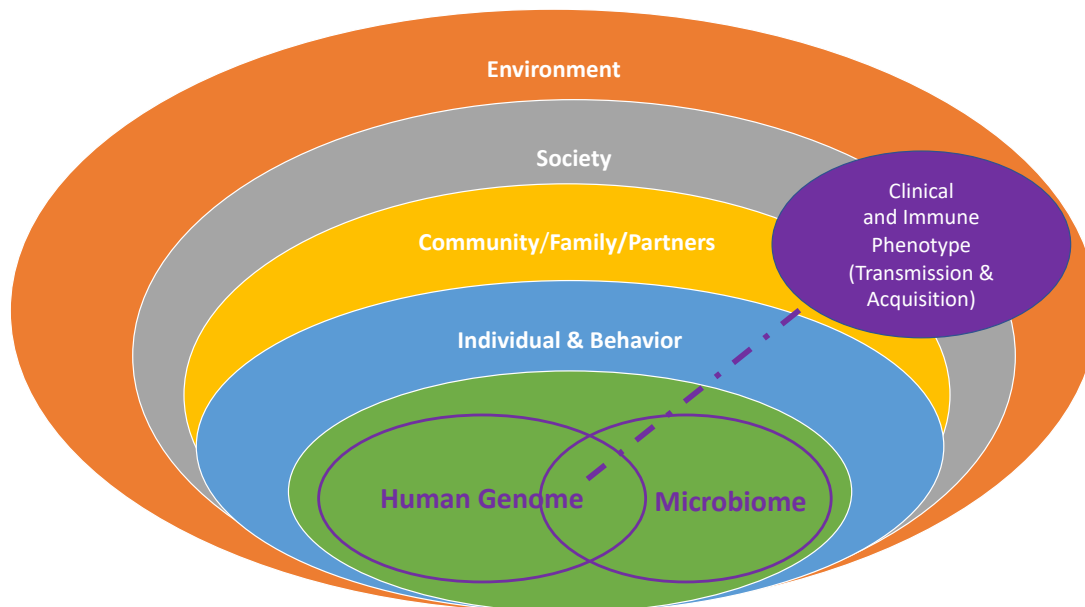 Environment
Society
Clinical
and Immune
Phenotype
(Transmission &
Acquisition)
Community/Family/Partners
Individual & Behavior
Human Genome
Microbiome